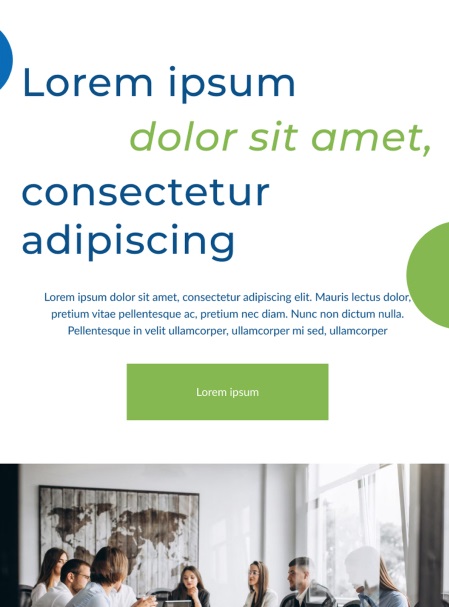 Lorem ipsum
dolor sit amet,
consectetur
adipiscing
Lorem ipsum dolor sit amet, consectetur adipiscing elit. Mauris lectus dolor,
pretium vitae pellentesque ac, pretium nec diam. Nunc non dictum nulla.
Pellentesque in velit ullamcorper, ullamcorper mi sed, ullamcorper
Lorem ipsum